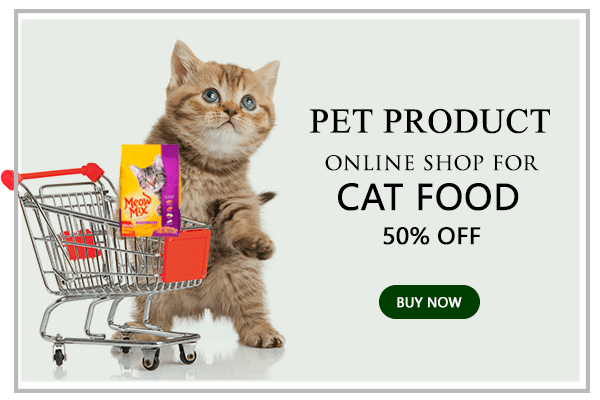 Meow
Mix
PET PRODUCT
ONLINE SHOP FOR
CAT FOOD
50% OFF
BUY NOW